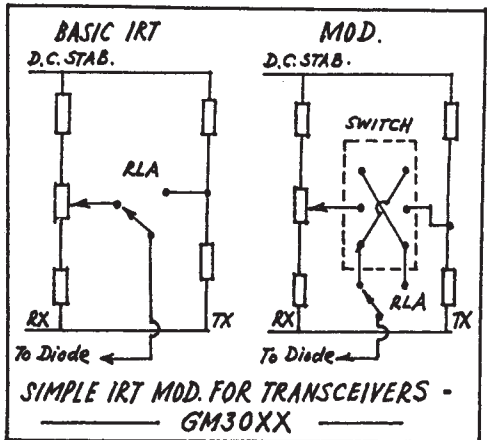 BASIC IRT
D.C. STAB.
RLA
RX
TX
To Diode
MOD.
D.C. STAB.
SWITCH
RLA
RX
TX
To Diode
SIMPLE IRT MOD. FOR TRANSCEIVERS -
GM3OXX